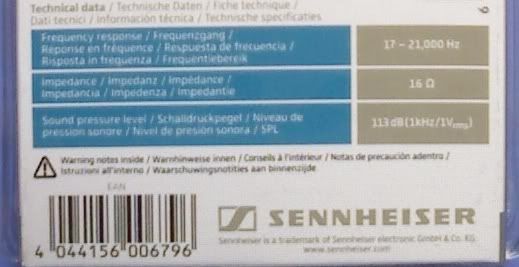 Technical data / Technische Daten / Fiche technique /
Dati tecnici / Información técnica / Technische specificaties
Frequency response / Frequenzgang /
Réponse en fréquence / Respuesta de frecuencia /
Risposta in frequenza / Frequentiebereik
17 – 21,000 Hz
Impedance / Impedanz / Impédance /
Impedancia / Impedenza / Impedantie
16 Ω
Sound pressure level / Schalldruckpegel / Niveau de
pression sonore / Nivel de presión sonora / SPL
113 dB (1kHz/1Vrms)
Warning notes inside / Warnhinweise innen / Conseils à l'intérieur / Notas de precaución adentro /
Istruzioni all'interno / Waarschuwingsnotities aan binnenzijde
EAN
4 044156 006796
SENNHEISER
Sennheiser is a trademark of Sennheiser electronic GmbH & Co. KG
www.sennheiser.com